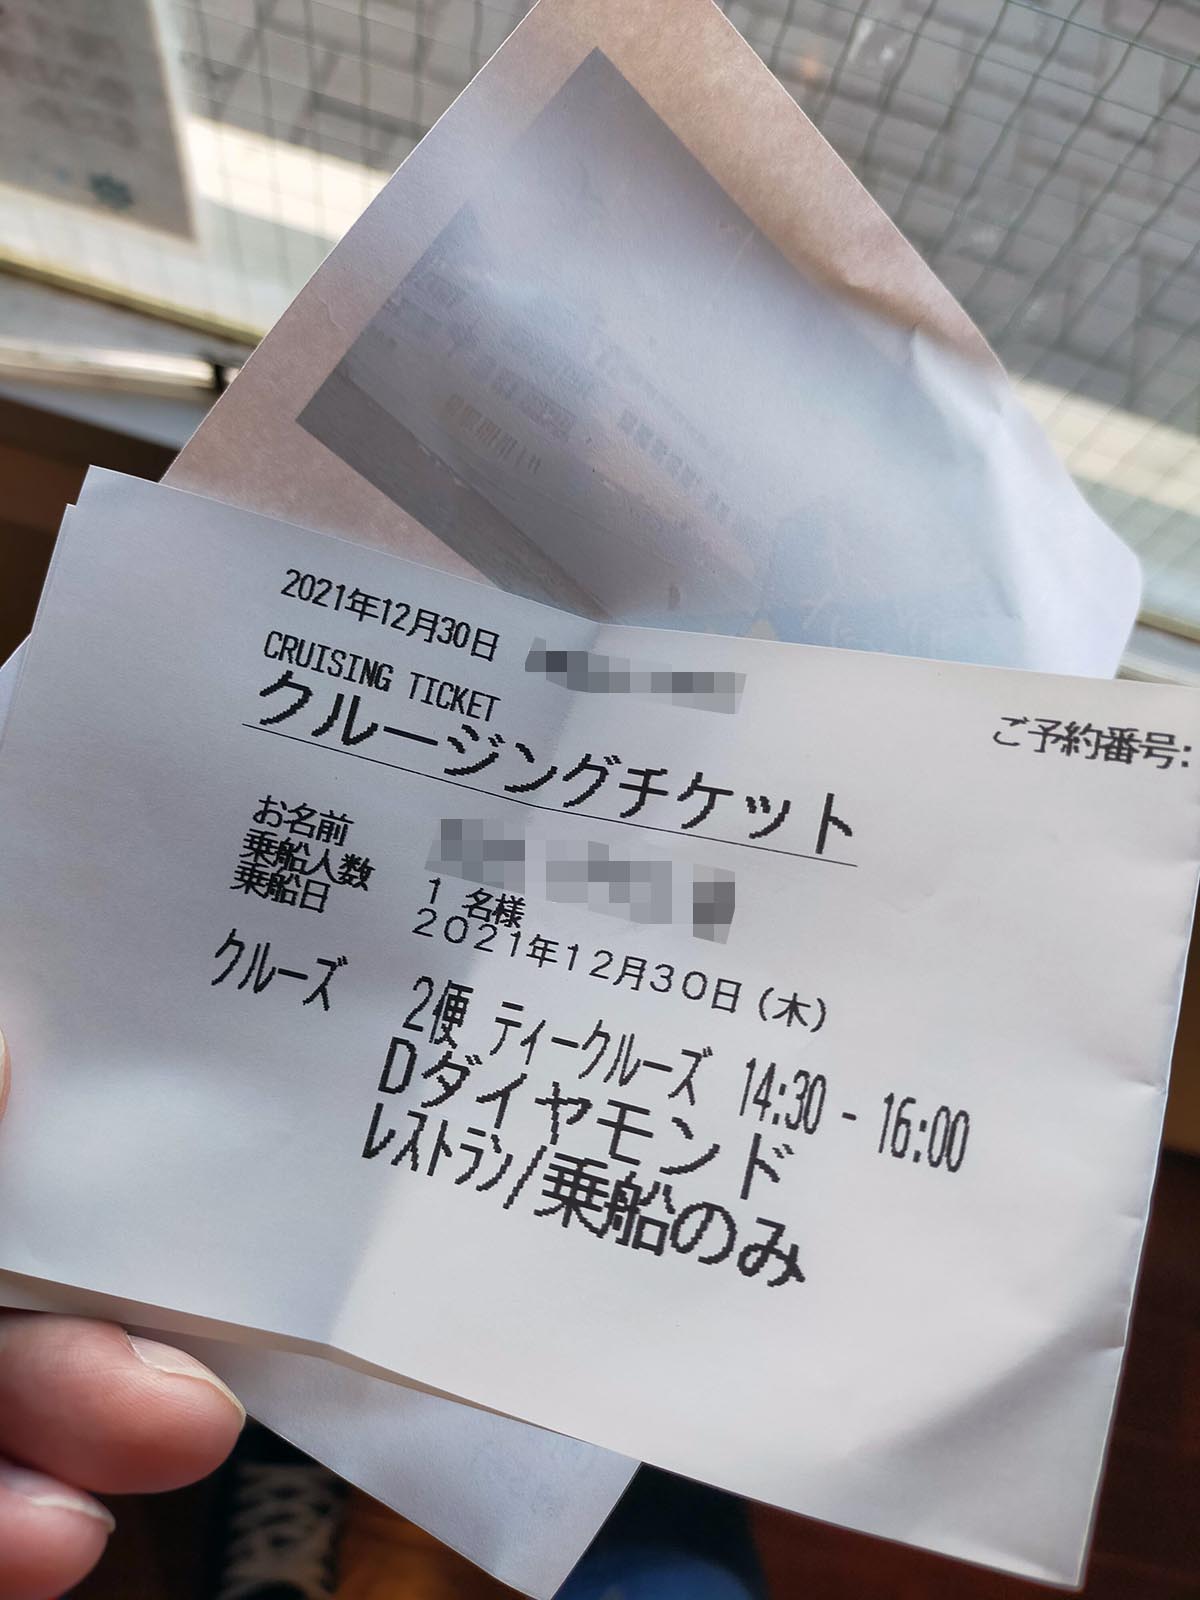 2021年12月30日
ご予約番号:
CRUISING TICKET
クルージングチケット
お名前
乗船人数 1 名様
乗船日 2021年12月30日(木)
クルーズ 2便 ティークルーズ 14:30 - 16:00
Dダイヤモンド
レストラン/乗船のみ